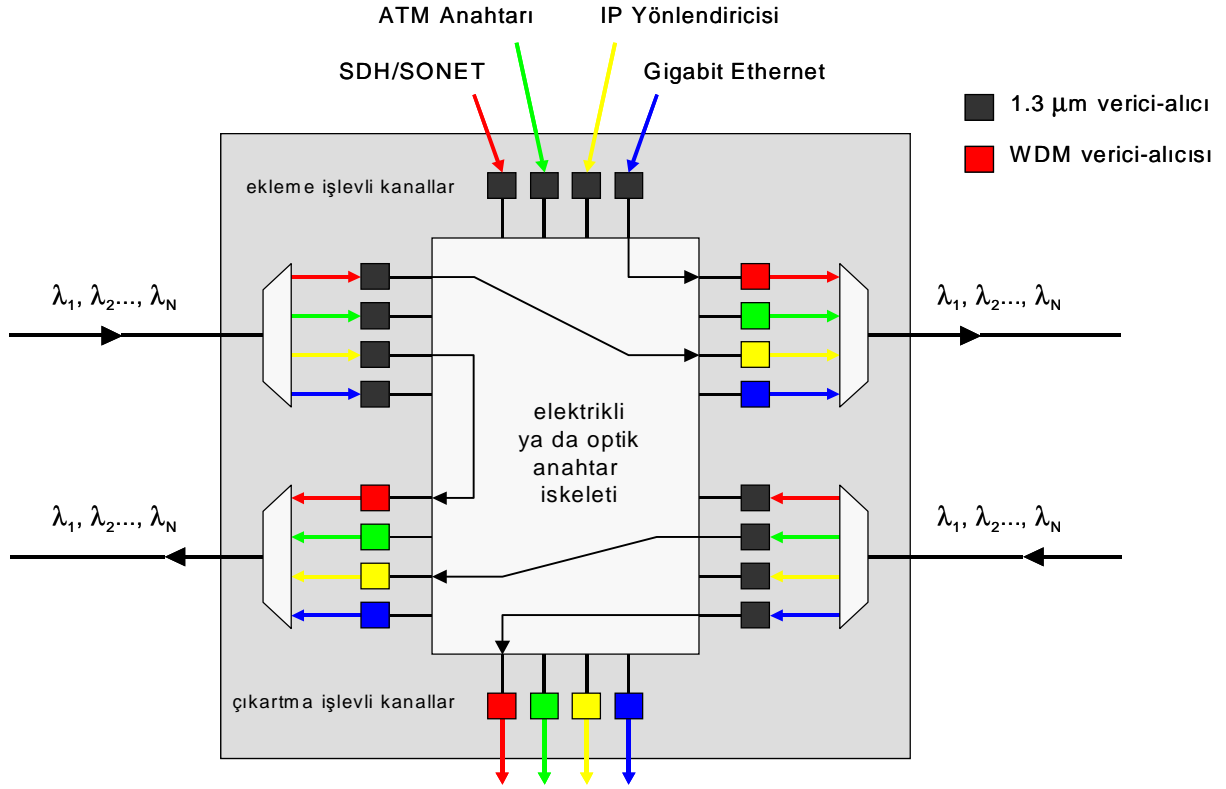 ATM Anahtarı
IP Yönlendiricisi
SDH/SONET
Gigabit Ethernet
1.3 µm verici-alıcı
WDM verici-alıcısı
ekleme işlevli kanallar
λ1, λ2..., λN
λ1, λ2..., λN
elektrikli
ya da optik
anahtar
iskeleti
λ1, λ2..., λN
λ1, λ2..., λN
çıkartma işlevli kanallar